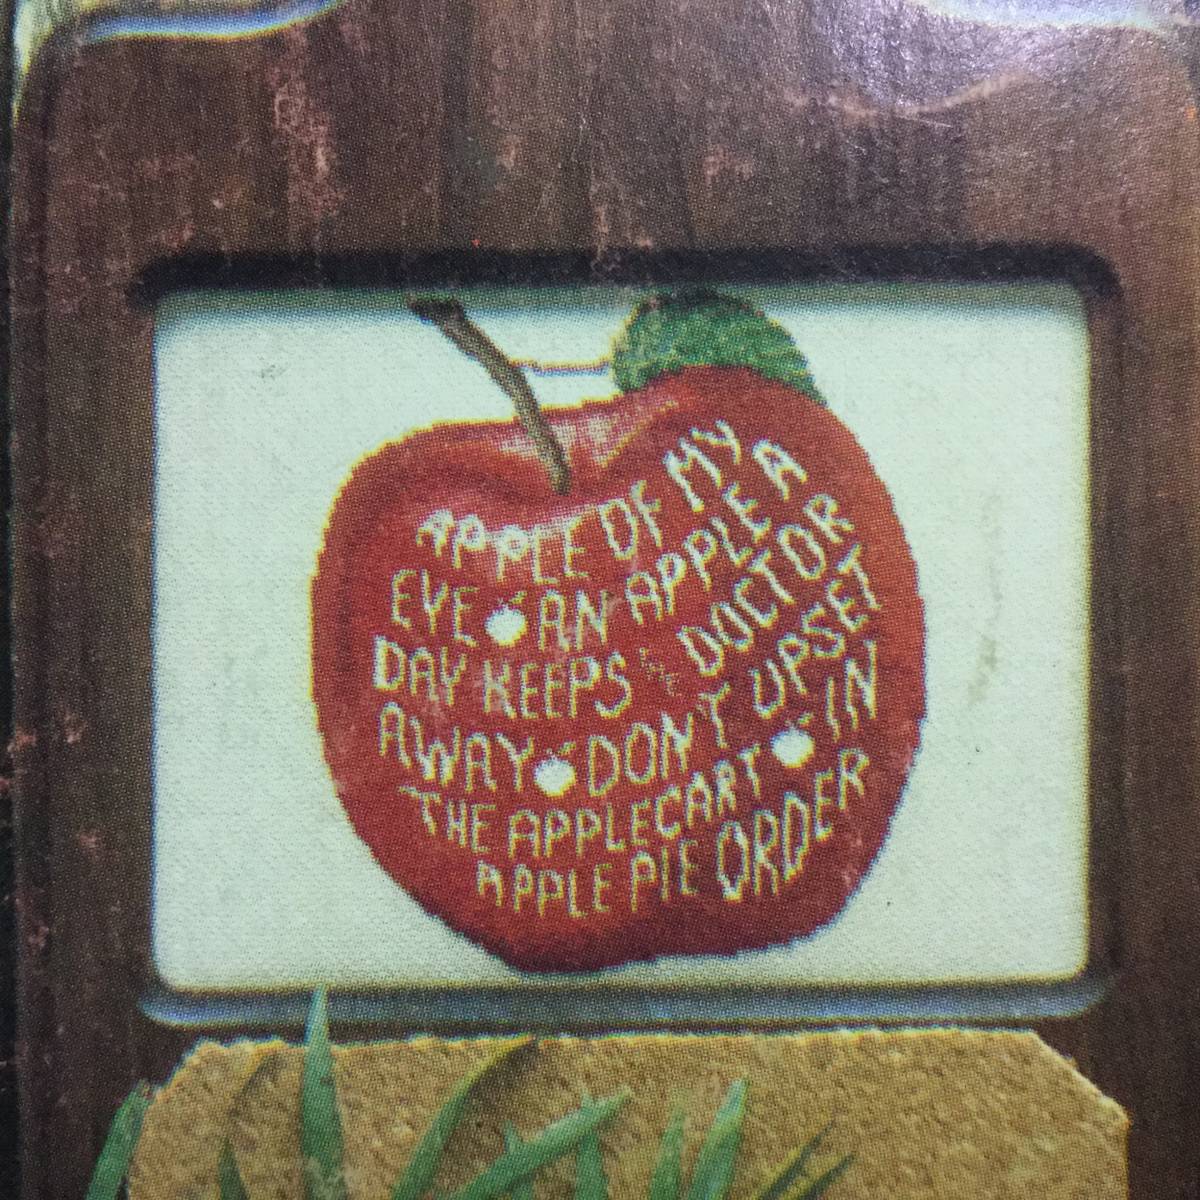 APPLE OF MY
EYE AN APPLE A
DAY KEEPS THE DOCTOR
AWAY DON'T UPSET
THE APPLECART IN
APPLE PIE ORDER